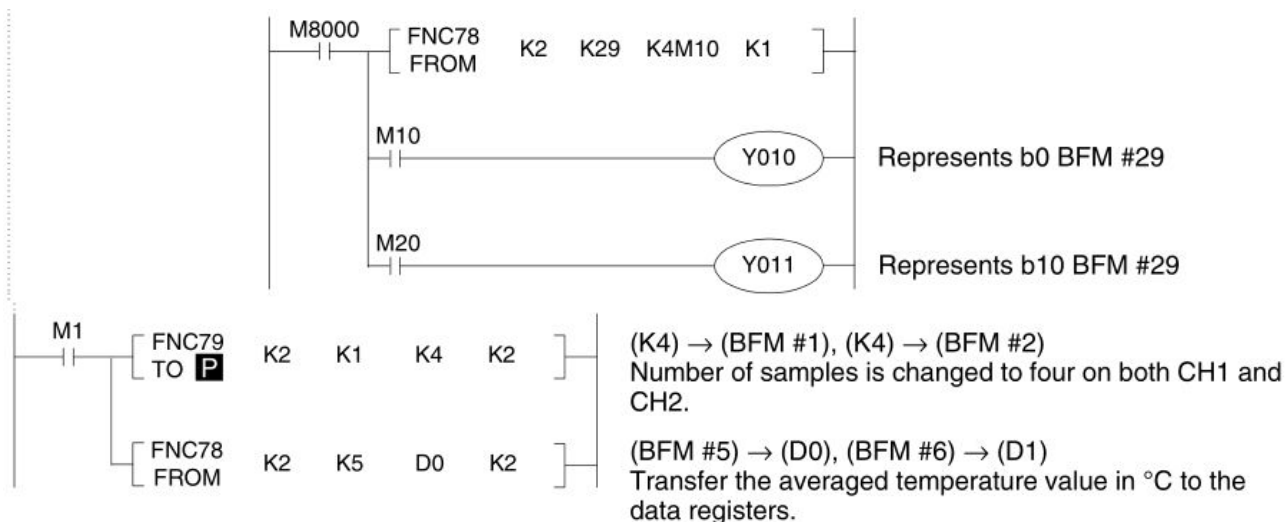 M8000
FNC78 K2 K29 K4M10 K1
FROM
M10
Y010 Represents b0 BFM #29
M20
Y011 Represents b10 BFM #29
M1
FNC79 K2 K1 K4 K2
TO P
(K4) → (BFM #1), (K4) → (BFM #2)
Number of samples is changed to four on both CH1 and
CH2.
FNC78 K2 K5 D0 K2
FROM
(BFM #5) → (D0), (BFM #6) → (D1)
Transfer the averaged temperature value in °C to the
data registers.